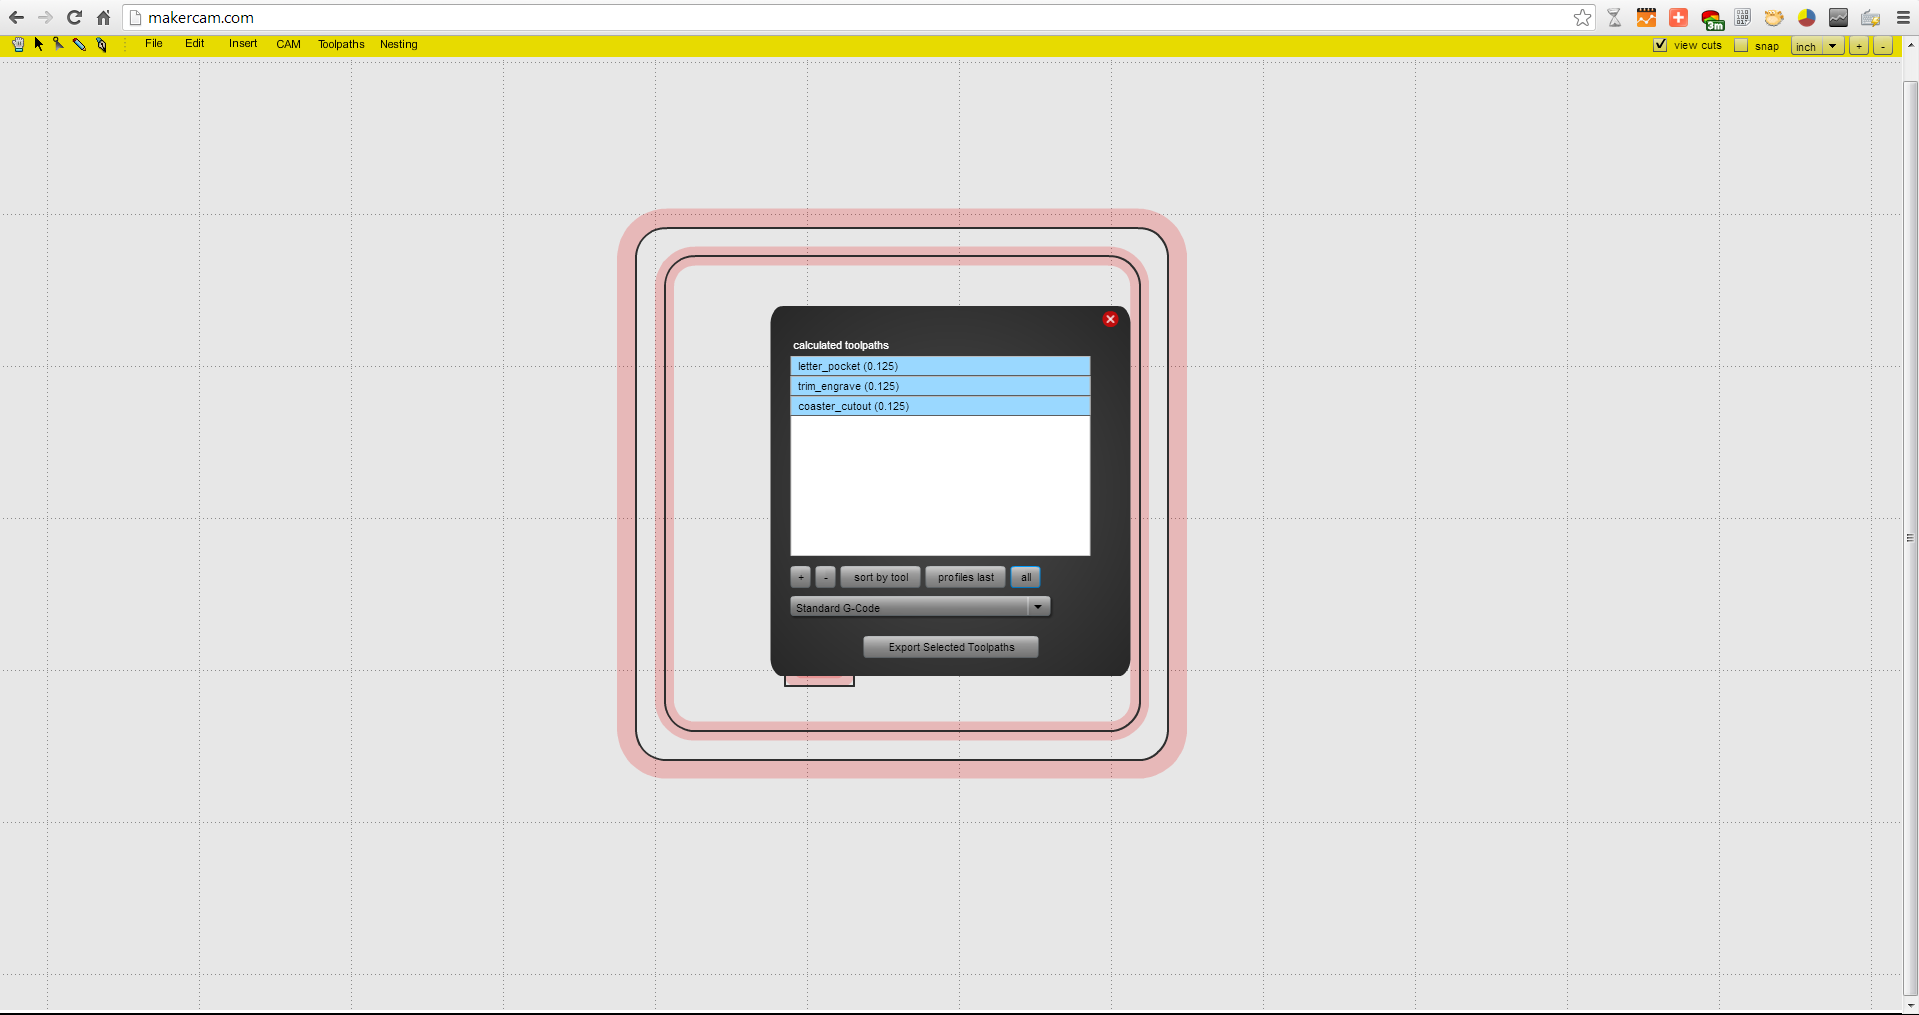 makercam.com
3m
File Edit Insert CAM Toolpaths Nesting view cuts snap inch + -
calculated toolpaths
letter_pocket (0.125)
trim_engrave (0.125)
coaster_cutout (0.125)
+ - sort by tool profiles last all
Standard G-Code
Export Selected Toolpaths